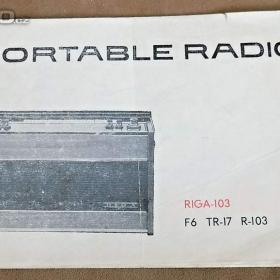 ORTABLE RADIO
RIGA-103
F6 TR-17 R-103